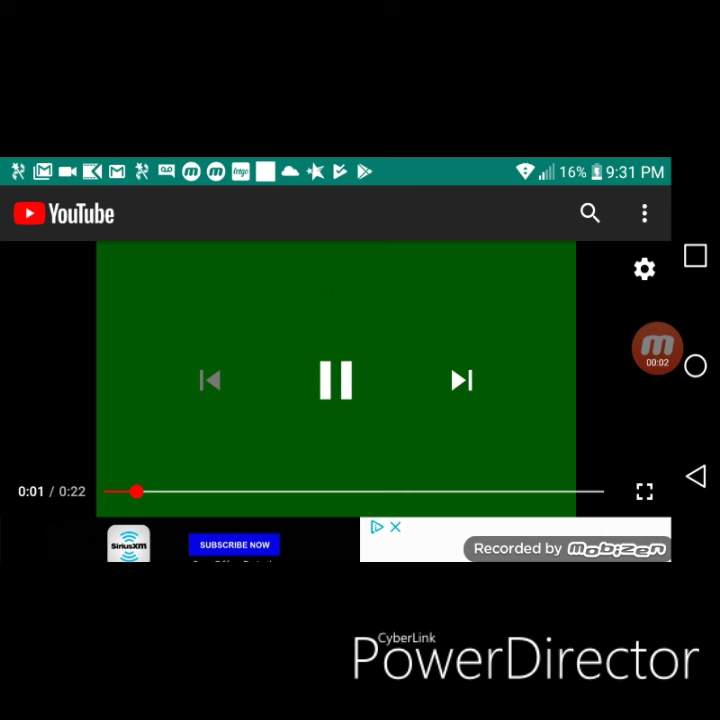 letgo
16% 9:31 PM
YouTube
00:02
0:01 / 0:22
SiriusXM
SUBSCRIBE NOW
Recorded by mobizen
CyberLink
PowerDirector